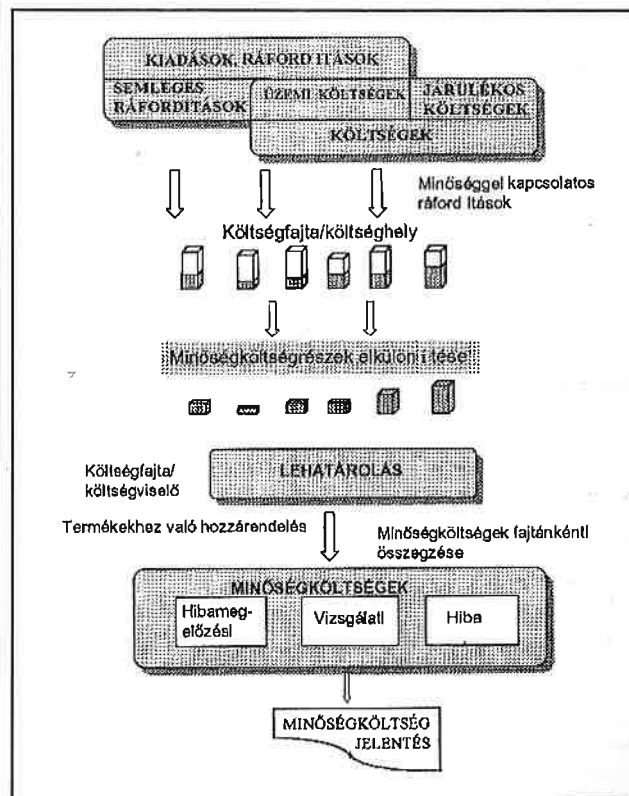 KIADÁSOK, RÁFORDÍTÁSOK
SEMLEGES
RÁFORDÍTÁSOK
ÜZEMI KÖLTSÉGEK
JÁRULÉKOS
KÖLTSÉGEK
KÖLTSÉGEK
Minőséggel kapcsolatos
ráfordítások
Költségfajta/költséghely
Minőségköltségrészek elkülönítése
Költségfajta/
költségviselő
LEHATÁROLÁS
Termékekhez való hozzárendelés
Minőségköltségek fajtánkénti
összegzése
MINŐSÉGKÖLTSÉGEK
Hibameg-
előzési
Vizsgálati
Hiba
MINŐSÉGKÖLTSÉG
JELENTÉS